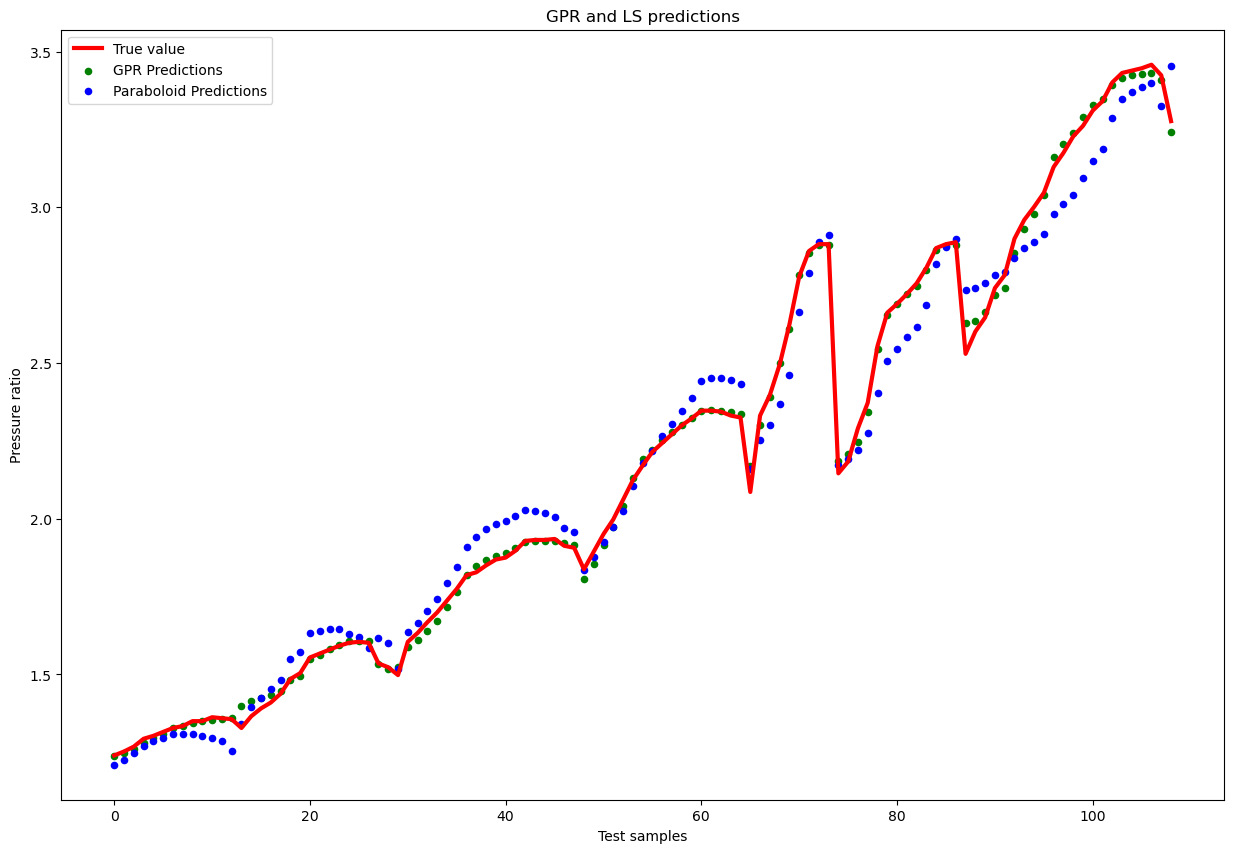 GPR and LS predictions
True value
GPR Predictions
Paraboloid Predictions
Pressure ratio
3.5
3.0
2.5
2.0
1.5
0 20 40 60 80 100
Test samples